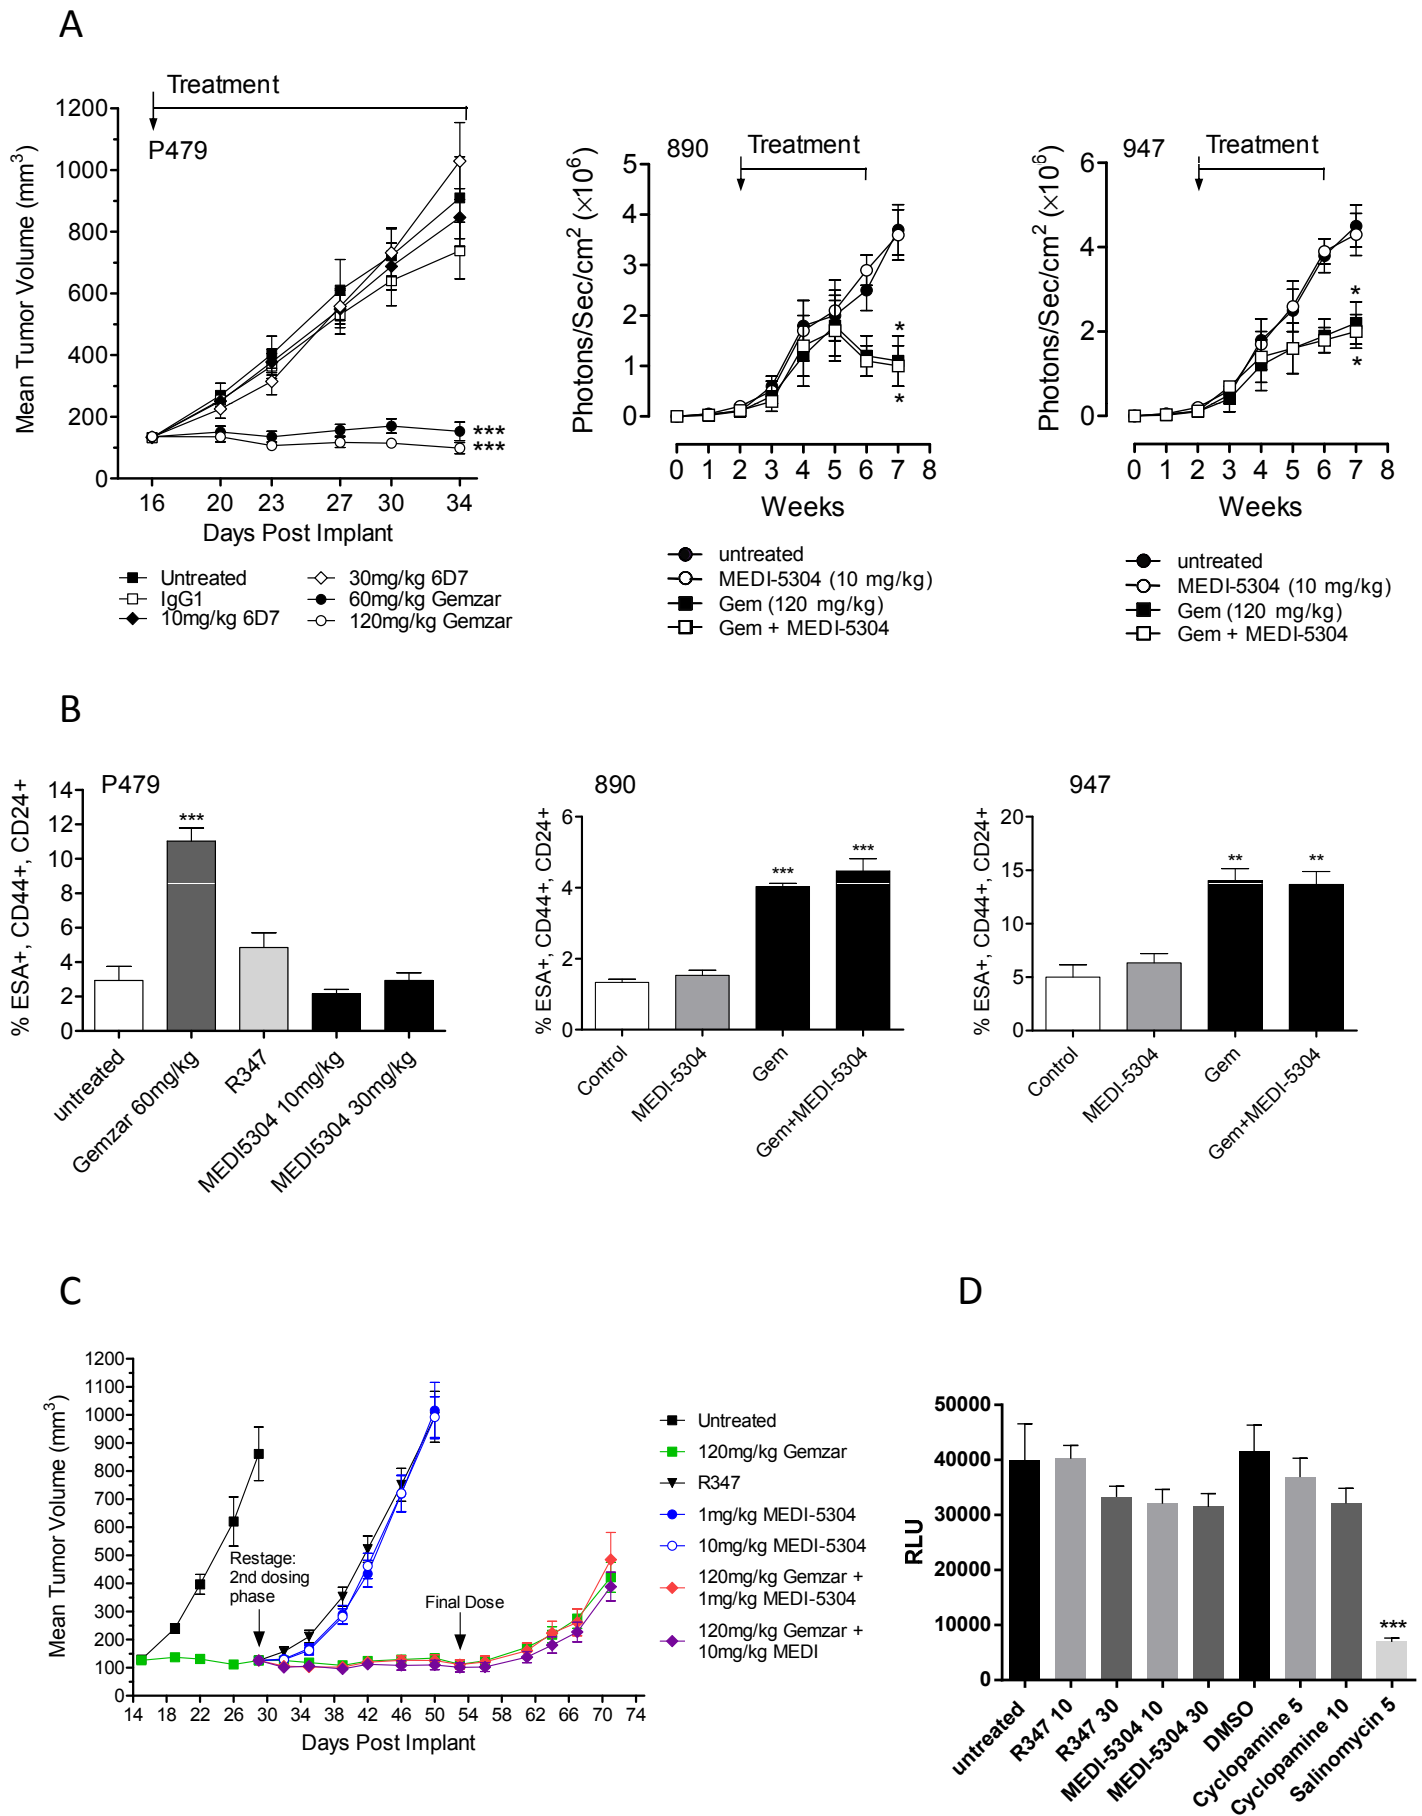 A
Treatment
P479
Mean Tumor Volume (mm3)
1200
1000
800
600
400
200
0
***
***
16 20 23 27 30 34
Days Post Implant
Untreated
IgG1
10mg/kg 6D7
30mg/kg 6D7
60mg/kg Gemzar
120mg/kg Gemzar
890
Treatment
Photons/Sec/cm2 (×106)
5
4
3
2
1
0
*
*
0 1 2 3 4 5 6 7 8
Weeks
untreated
MEDI-5304 (10 mg/kg)
Gem (120 mg/kg)
Gem + MEDI-5304
947
Treatment
Photons/Sec/cm2 (×106)
6
4
2
0
*
*
0 1 2 3 4 5 6 7 8
Weeks
untreated
MEDI-5304 (10 mg/kg)
Gem (120 mg/kg)
Gem + MEDI-5304
B
P479
% ESA+, CD44+, CD24+
14
12
10
8
6
4
2
0
***
untreated
Gemzar 60mg/kg
R347
MEDI5304 10mg/kg
MEDI5304 30mg/kg
890
% ESA+, CD44+, CD24+
6
4
2
0
***
***
Control
MEDI-5304
Gem
Gem+MEDI-5304
947
% ESA+, CD44+, CD24+
20
15
10
5
0
**
**
Control
MEDI-5304
Gem
Gem+MEDI-5304
C
Mean Tumor Volume (mm3)
1200
1100
1000
900
800
700
600
500
400
300
200
100
0
Restage:
2nd dosing
phase
Final Dose
14 18 22 26 30 34 38 42 46 50 54 58 62 66 70 74
Days Post Implant
Untreated
120mg/kg Gemzar
R347
1mg/kg MEDI-5304
10mg/kg MEDI-5304
120mg/kg Gemzar +
1mg/kg MEDI-5304
120mg/kg Gemzar +
10mg/kg MEDI
D
RLU
50000
40000
30000
20000
10000
0
***
untreated
R347 10
R347 30
MEDI-5304 10
MEDI-5304 30
DMSO
Cyclopamine 5
Cyclopamine 10
Salinomycin 5